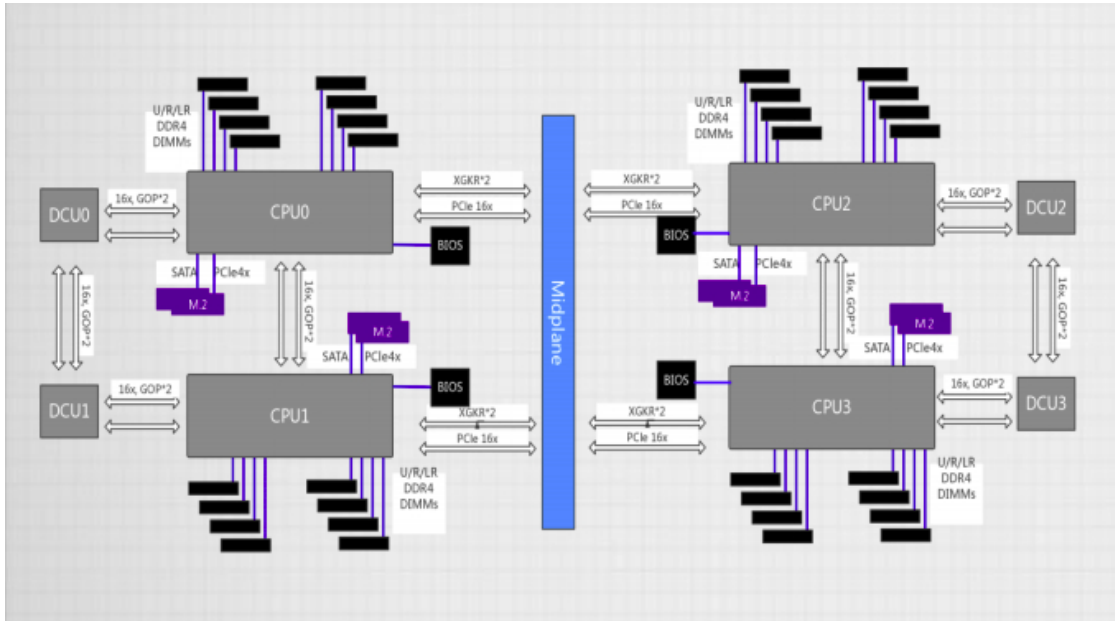 U/R/LR
DDR4
DIMMs
U/R/LR
DDR4
DIMMs
DCU0
16x, GOP*2
CPU0
XGKR*2
PCIe 16x
BIOS
XGKR*2
PCIe 16x
BIOS
CPU2
16x, GOP*2
DCU2
SATA
PCIe4x
M.2
SATA
PCIe4x
M.2
16x, GOP*2
16x, GOP*2
Midplane
16x, GOP*2
16x, GOP*2
M.2
SATA
PCIe4x
M.2
SATA
PCIe4x
DCU1
16x, GOP*2
CPU1
BIOS
XGKR*2
PCIe 16x
BIOS
XGKR*2
PCIe 16x
CPU3
16x, GOP*2
DCU3
U/R/LR
DDR4
DIMMs
U/R/LR
DDR4
DIMMs